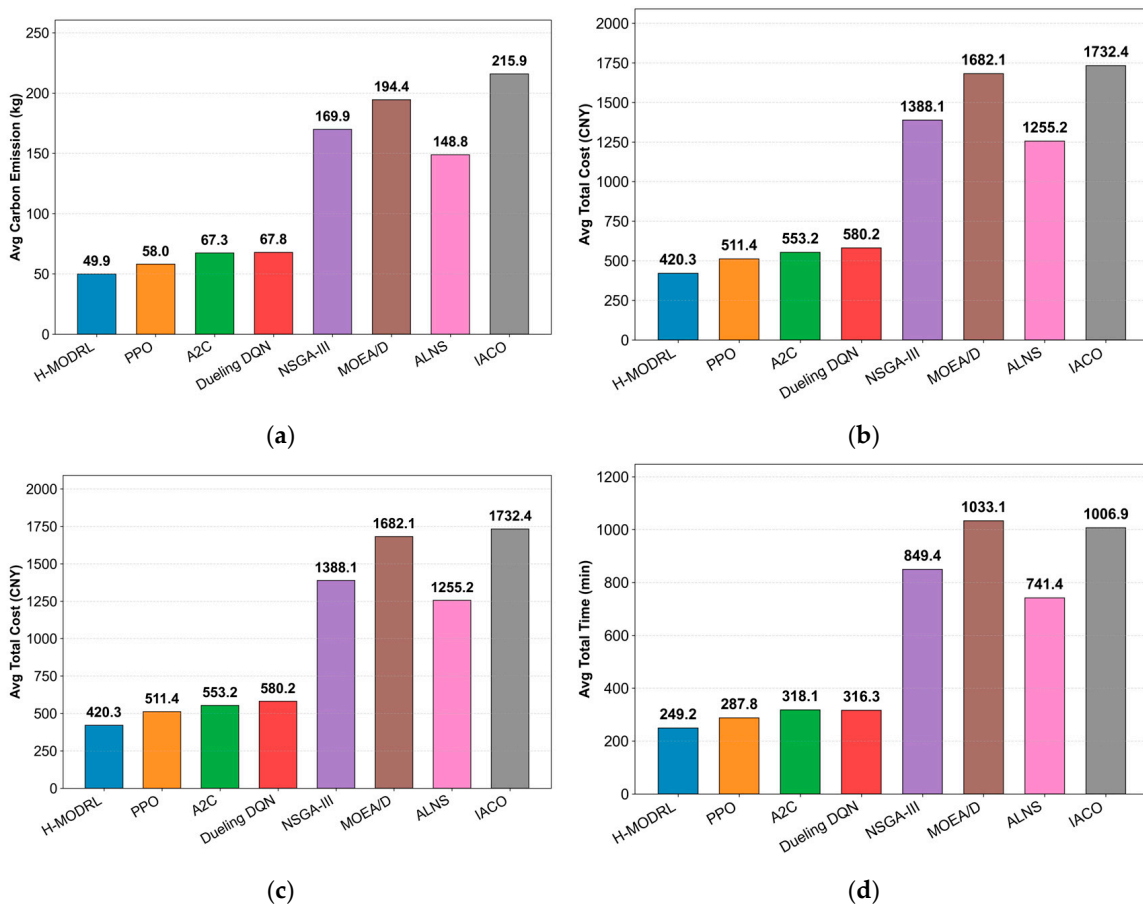 Avg Carbon Emission (kg)
250
200
150
100
50
0
49.9
58.0
67.3
67.8
169.9
194.4
148.8
215.9
H-MODRL
PPO
A2C
Dueling DQN
NSGA-III
MOEA/D
ALNS
IACO
(a)
Avg Total Cost (CNY)
2000
1750
1500
1250
1000
750
500
250
0
420.3
511.4
553.2
580.2
1388.1
1682.1
1255.2
1732.4
H-MODRL
PPO
A2C
Dueling DQN
NSGA-III
MOEA/D
ALNS
IACO
(b)
Avg Total Cost (CNY)
2000
1750
1500
1250
1000
750
500
250
0
420.3
511.4
553.2
580.2
1388.1
1682.1
1255.2
1732.4
H-MODRL
PPO
A2C
Dueling DQN
NSGA-III
MOEA/D
ALNS
IACO
(c)
Avg Total Time (min)
1200
1000
800
600
400
200
0
249.2
287.8
318.1
316.3
849.4
1033.1
741.4
1006.9
H-MODRL
PPO
A2C
Dueling DQN
NSGA-III
MOEA/D
ALNS
IACO
(d)